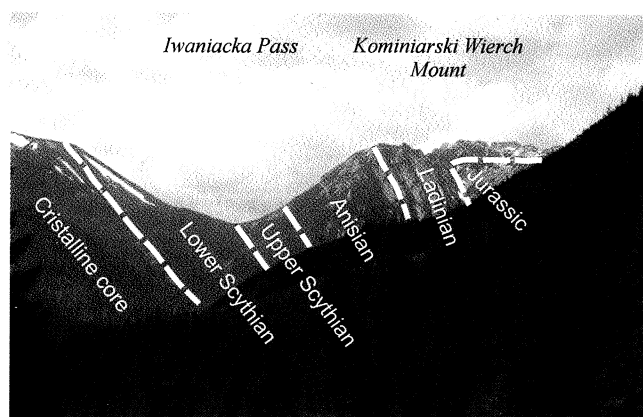 Iwaniacka Pass
Kominiarski Wierch
Mount
Cristalline core
Lower Scythian
Upper Scythian
Anisian
Ladinian
Jurassic